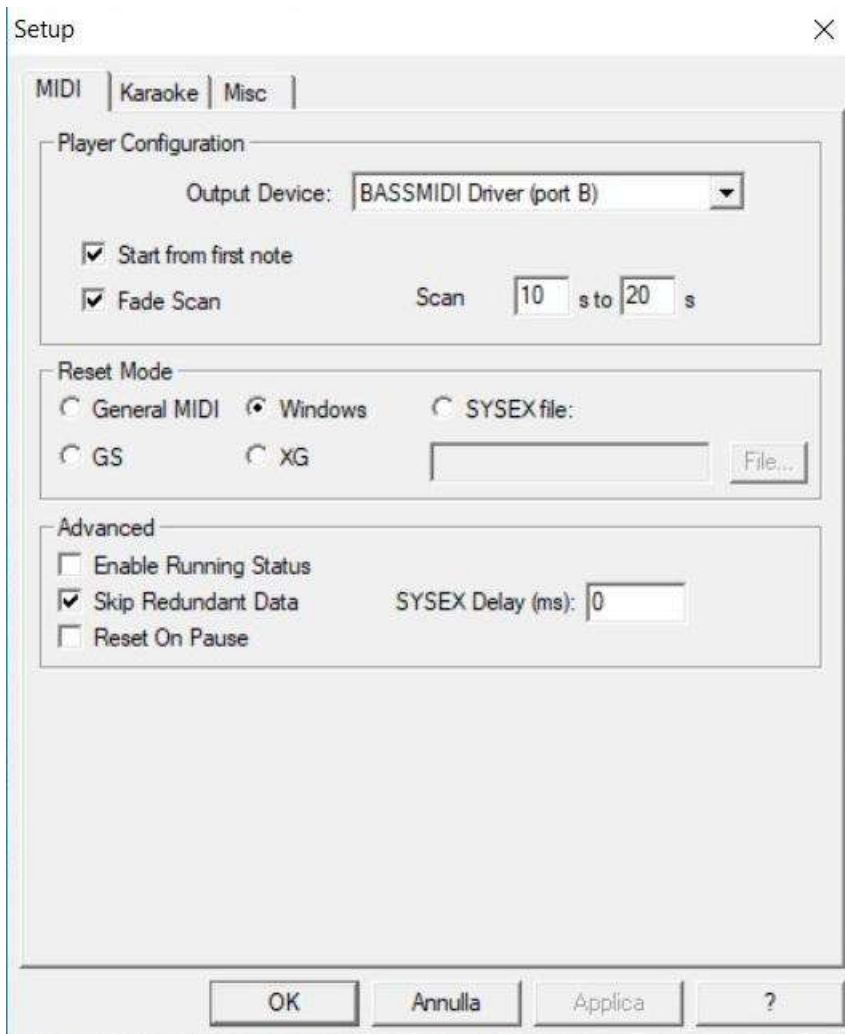 Setup
MIDI Karaoke Misc
Player Configuration
Output Device: BASSMIDI Driver (port B)
Start from first note
Fade Scan Scan 10 s to 20 s
Reset Mode
General MIDI Windows SYSEX file:
GS XG File...
Advanced
Enable Running Status
Skip Redundant Data SYSEX Delay (ms): 0
Reset On Pause
OK Annulla Applica ?